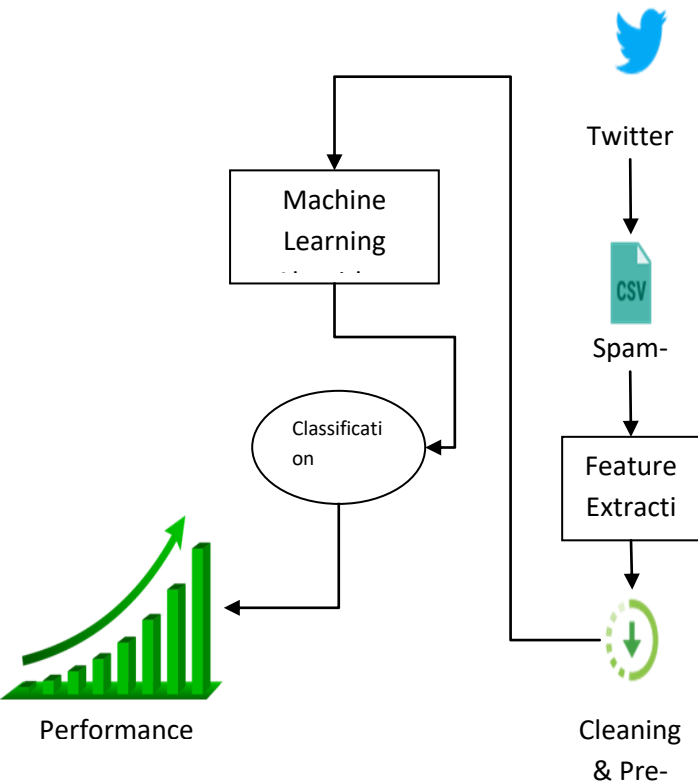 Twitter
CSV
Spam-
Feature
Extracti
Cleaning
& Pre-
Machine
Learning
Classificati
on
Performance